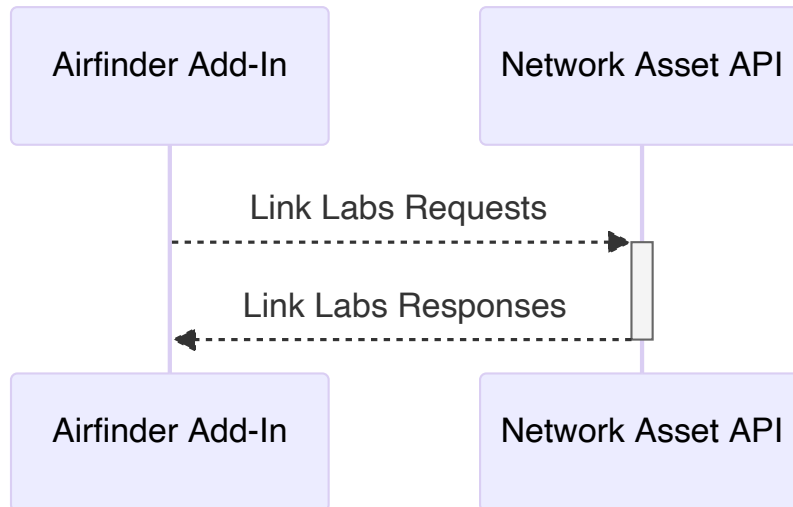 Airfinder Add-In
Network Asset API
Link Labs Requests
Link Labs Responses
Airfinder Add-In
Network Asset API